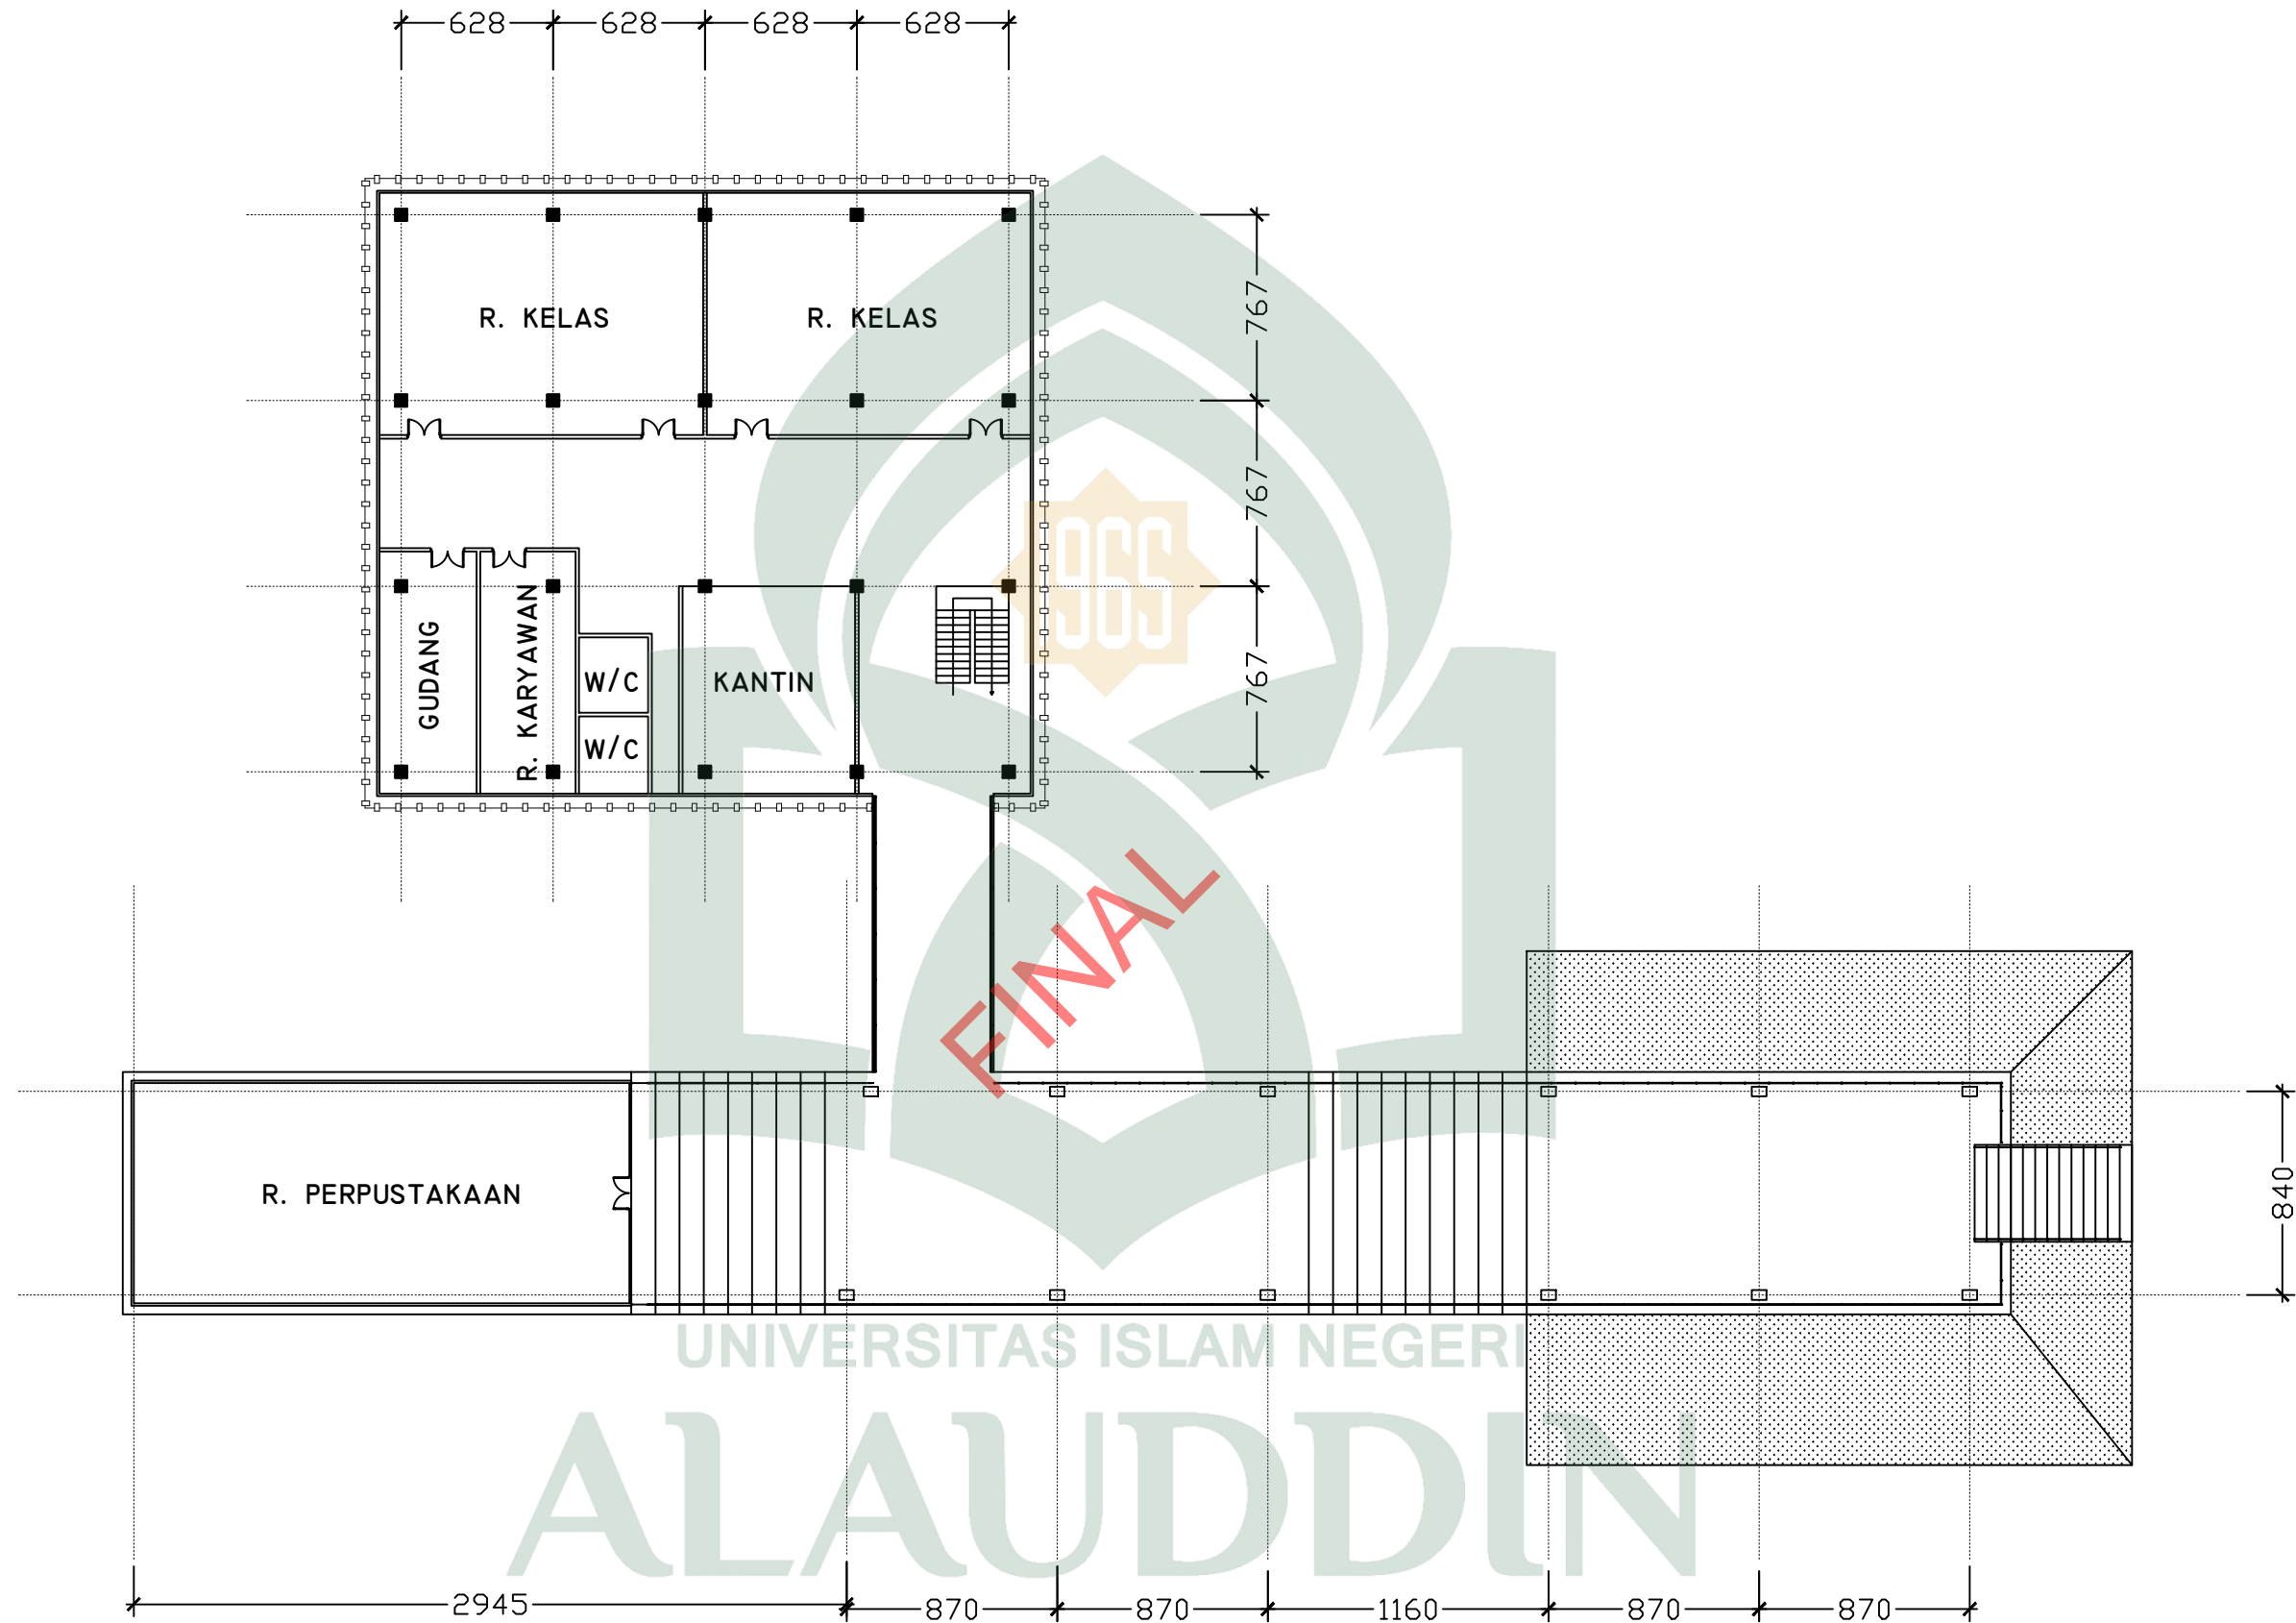 628 628 628 628
R. KELAS R. KELAS
767
767
767
GUDANG
R. KARYAWAN
W/C
W/C
KANTIN
FINAL
R. PERPUSTAKAAN
840
UNIVERSITAS ISLAM NEGERI
ALAUDDIN
2945 870 870 1160 870 870